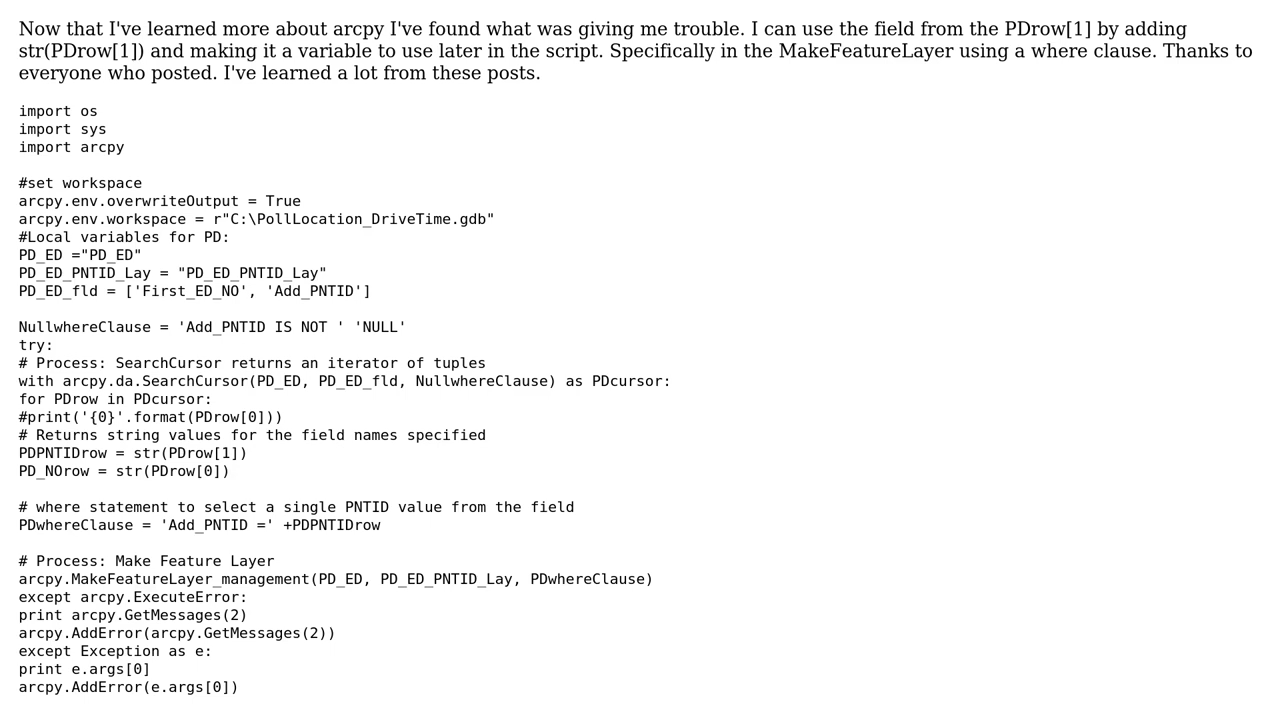 Now that I've learned more about arcpy I've found what was giving me trouble. I can use the field from the PDrow[1] by adding
str(PDrow[1]) and making it a variable to use later in the script. Specifically in the MakeFeatureLayer using a where clause. Thanks to
everyone who posted. I've learned a lot from these posts.
import os
import sys
import arcpy
#set workspace
arcpy.env.overwriteOutput = True
arcpy.env.workspace = r"C:\PollLocation_DriveTime.gdb"
#Local variables for PD:
PD_ED ="PD_ED"
PD_ED_PNTID_Lay = "PD_ED_PNTID_Lay"
PD_ED_fld = ['First_ED_NO', 'Add_PNTID']
NullwhereClause = 'Add_PNTID IS NOT ' 'NULL'
try:
# Process: SearchCursor returns an iterator of tuples
with arcpy.da.SearchCursor(PD_ED, PD_ED_fld, NullwhereClause) as PDcursor:
for PDrow in PDcursor:
#print('{0}'.format(PDrow[0]))
# Returns string values for the field names specified
PDPNTIDrow = str(PDrow[1])
PD_NOrow = str(PDrow[0])
# where statement to select a single PNTID value from the field
PDwhereClause = 'Add_PNTID =' +PDPNTIDrow
# Process: Make Feature Layer
arcpy.MakeFeatureLayer_management(PD_ED, PD_ED_PNTID_Lay, PDwhereClause)
except arcpy.ExecuteError:
print arcpy.GetMessages(2)
arcpy.AddError(arcpy.GetMessages(2))
except Exception as e:
print e.args[0]
arcpy.AddError(e.args[0])